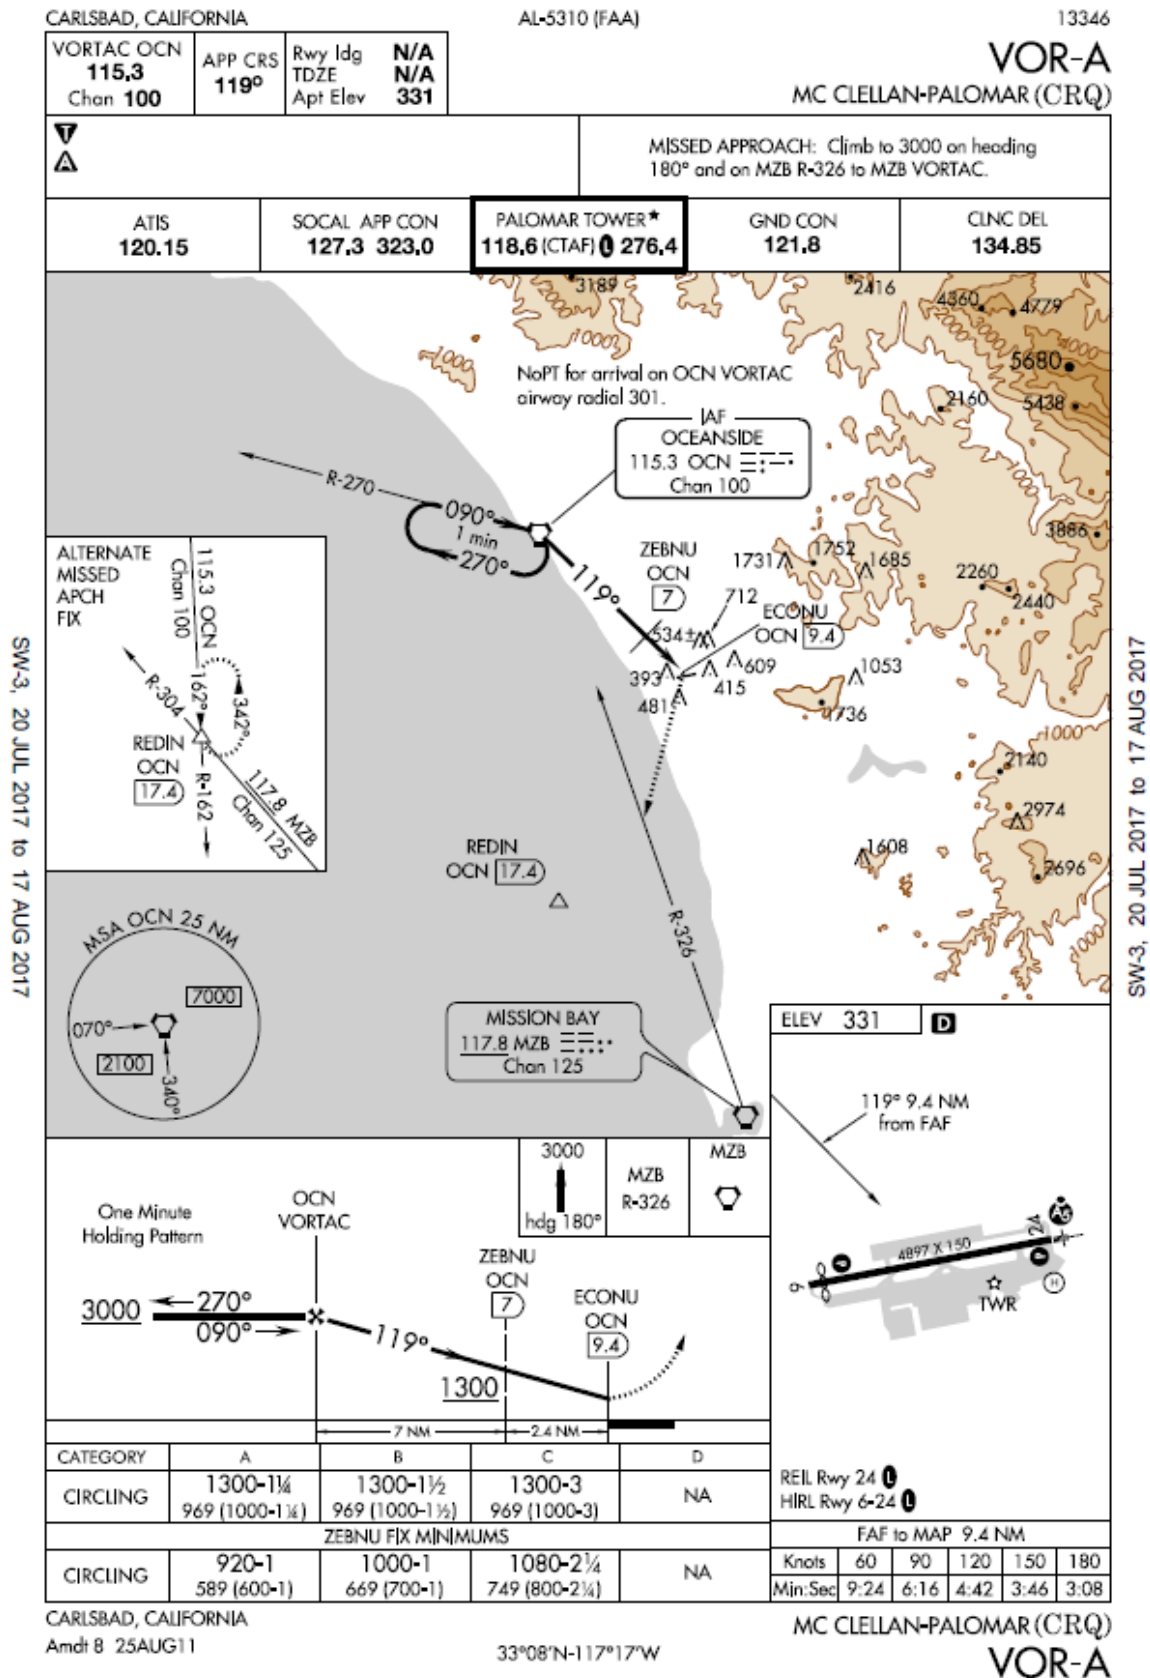 CARLSBAD, CALIFORNIA
AL-5310 (FAA)
13346
VORTAC OCN
115.3
Chan 100
APP CRS
119°
Rwy ldg N/A
TDZE N/A
Apt Elev 331
VOR-A
MC CLELLAN-PALOMAR (CRQ)
T
A
MISSED APPROACH: Climb to 3000 on heading
180° and on MZB R-326 to MZB VORTAC.
ATIS
120.15
SOCAL APP CON
127.3 323.0
PALOMAR TOWER★
118.6 (CTAF) L 276.4
GND CON
121.8
CLNC DEL
134.85
3189
2416
4360
4779
1000
1000
5680
NoPT for arrival on OCN VORTAC
airway radial 301.
2160
5438
IAF
OCEANSIDE
115.3 OCN
Chan 100
R-270
090°
1 min
270°
3886
ZEBNU
OCN
7
1731
1752
1685
2260
2440
119°
712
ECONU
OCN 9.4
534±
393
609
415
481
1053
1736
1000
2140
2974
1608
2696
1000
ALTERNATE
MISSED
APCH
FIX
115.3 OCN
Chan 100
R-304
162°
342°
REDIN
OCN
17.4
R-162
117.8 MZB
Chan 125
REDIN
OCN 17.4
R-326
MSA OCN 25 NM
7000
070°
2100
340°
MISSION BAY
117.8 MZB
Chan 125
SW-3, 20 JUL 2017 to 17 AUG 2017
SW-3, 20 JUL 2017 to 17 AUG 2017
ELEV 331
D
119° 9.4 NM
from FAF
4897 X 150
24
6
A5
TWR
H
REIL Rwy 24 L
HIRL Rwy 6-24 L
One Minute
Holding Pattern
OCN
VORTAC
3000
hdg 180°
MZB
R-326
MZB
ZEBNU
OCN
7
ECONU
OCN
9.4
3000
270°
090°
119°
1300
7 NM
2.4 NM
CATEGORY A B C D
CIRCLING
1300-1¼
969 (1000-1¼)
1300-1½
969 (1000-1½)
1300-3
969 (1000-3)
NA
ZEBNU FIX MINIMUMS
CIRCLING
920-1
589 (600-1)
1000-1
669 (700-1)
1080-2¼
749 (800-2¼)
NA
FAF to MAP 9.4 NM
Knots 60 90 120 150 180
Min:Sec 9:24 6:16 4:42 3:46 3:08
CARLSBAD, CALIFORNIA
Amdt 8 25AUG11
33°08'N-117°17'W
MC CLELLAN-PALOMAR (CRQ)
VOR-A